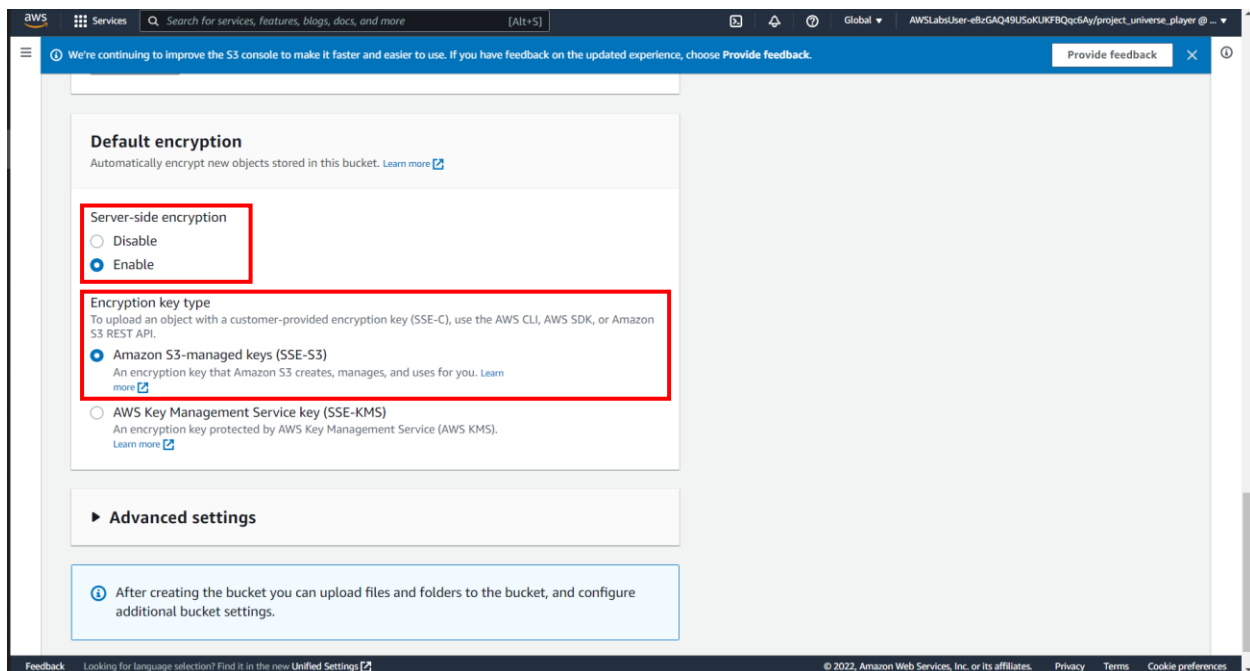 aws
Services
Search for services, features, blogs, docs, and more
[Alt+S]
Global
AWSLabsUser-eBzGAQ49USoKUKFBQqc6Ay/project_universe_player @ ...
We're continuing to improve the S3 console to make it faster and easier to use. If you have feedback on the updated experience, choose Provide feedback.
Provide feedback
Default encryption
Automatically encrypt new objects stored in this bucket. Learn more
Server-side encryption
Disable
Enable
Encryption key type
To upload an object with a customer-provided encryption key (SSE-C), use the AWS CLI, AWS SDK, or Amazon
S3 REST API.
Amazon S3-managed keys (SSE-S3)
An encryption key that Amazon S3 creates, manages, and uses for you. Learn
more
AWS Key Management Service key (SSE-KMS)
An encryption key protected by AWS Key Management Service (AWS KMS).
Learn more
Advanced settings
After creating the bucket you can upload files and folders to the bucket, and configure
additional bucket settings.
Feedback
Looking for language selection? Find it in the new Unified Settings
© 2022, Amazon Web Services, Inc. or its affiliates.
Privacy
Terms
Cookie preferences